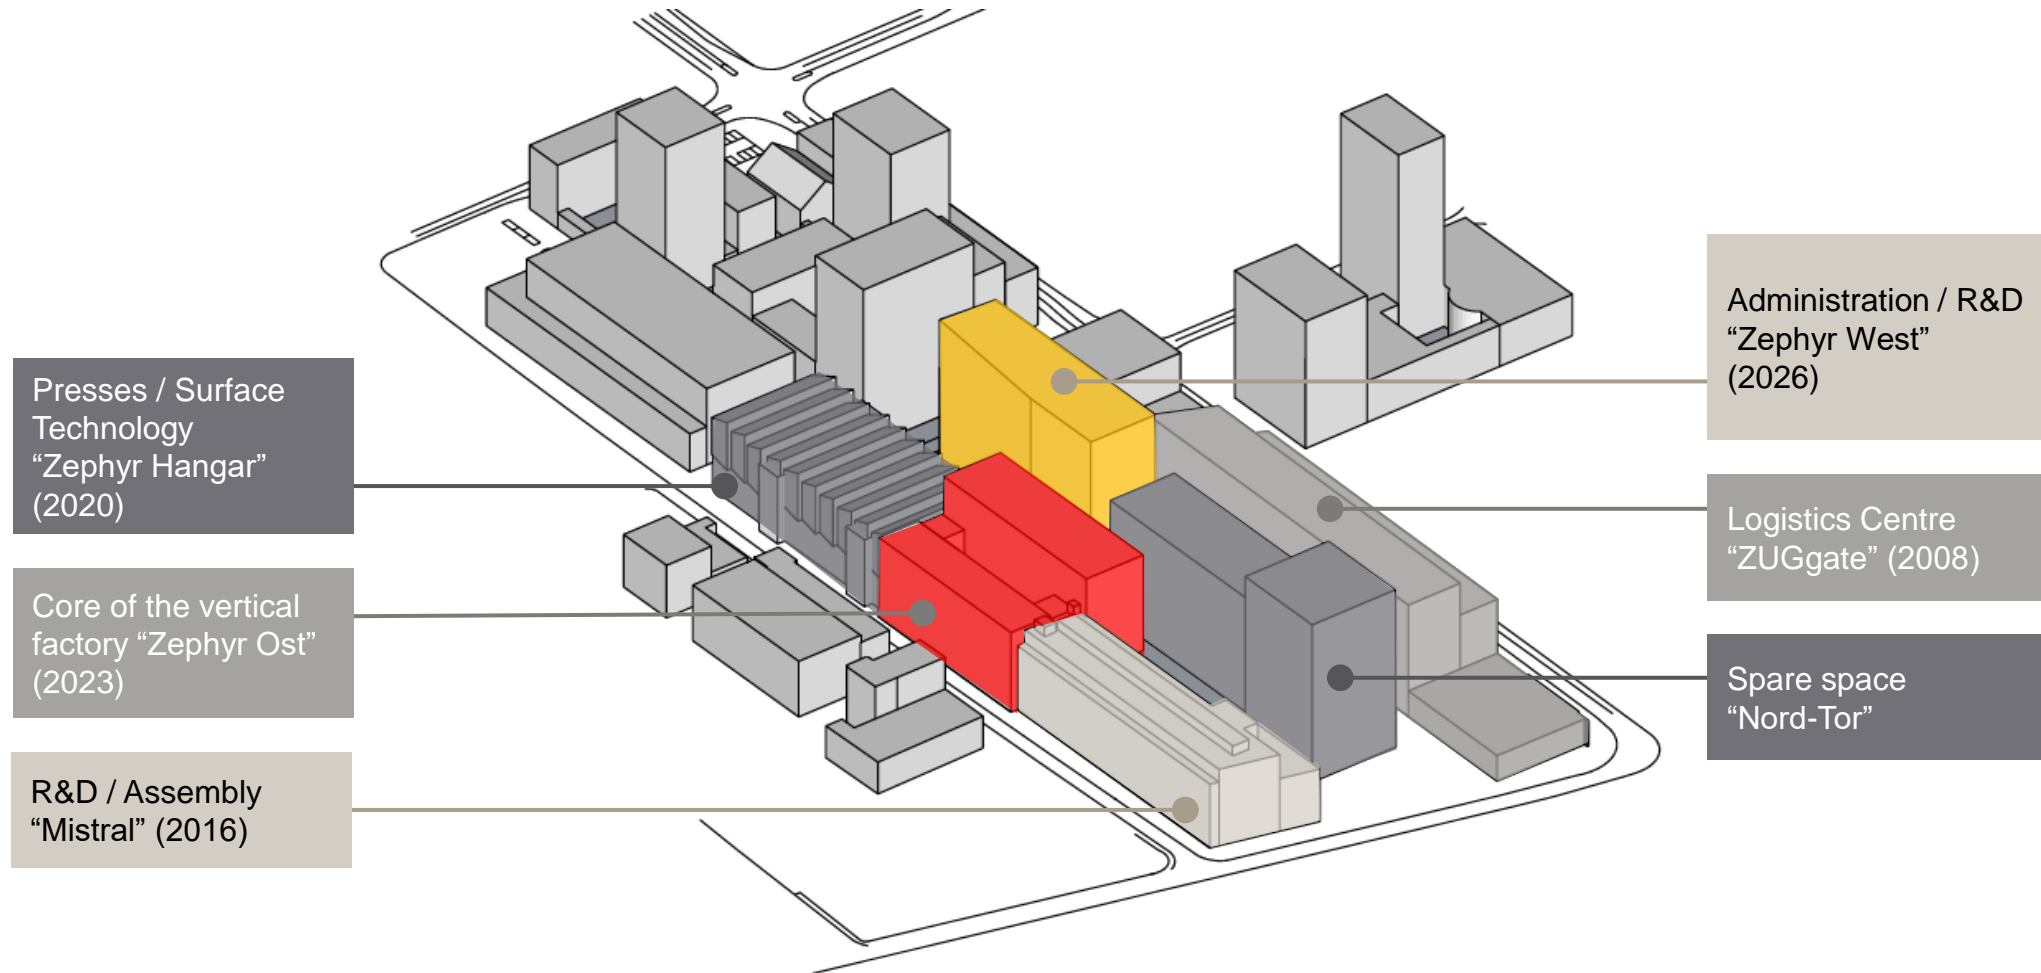 Presses / Surface
Technology
“Zephyr Hangar”
(2020)
Core of the vertical
factory “Zephyr Ost”
(2023)
R&D / Assembly
“Mistral” (2016)
Administration / R&D
“Zephyr West”
(2026)
Logistics Centre
“ZUGgate” (2008)
Spare space
“Nord-Tor”